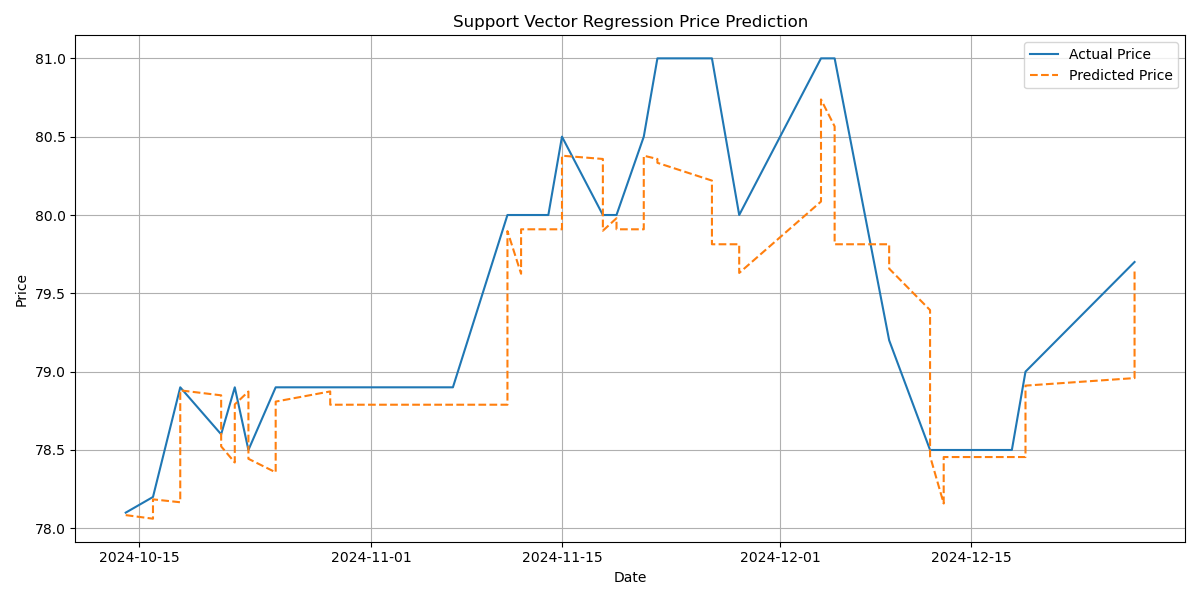 Support Vector Regression Price Prediction
Actual Price
Predicted Price
81.0
80.5
80.0
79.5
79.0
78.5
78.0
Price
2024-10-15
2024-11-01
2024-11-15
2024-12-01
2024-12-15
Date